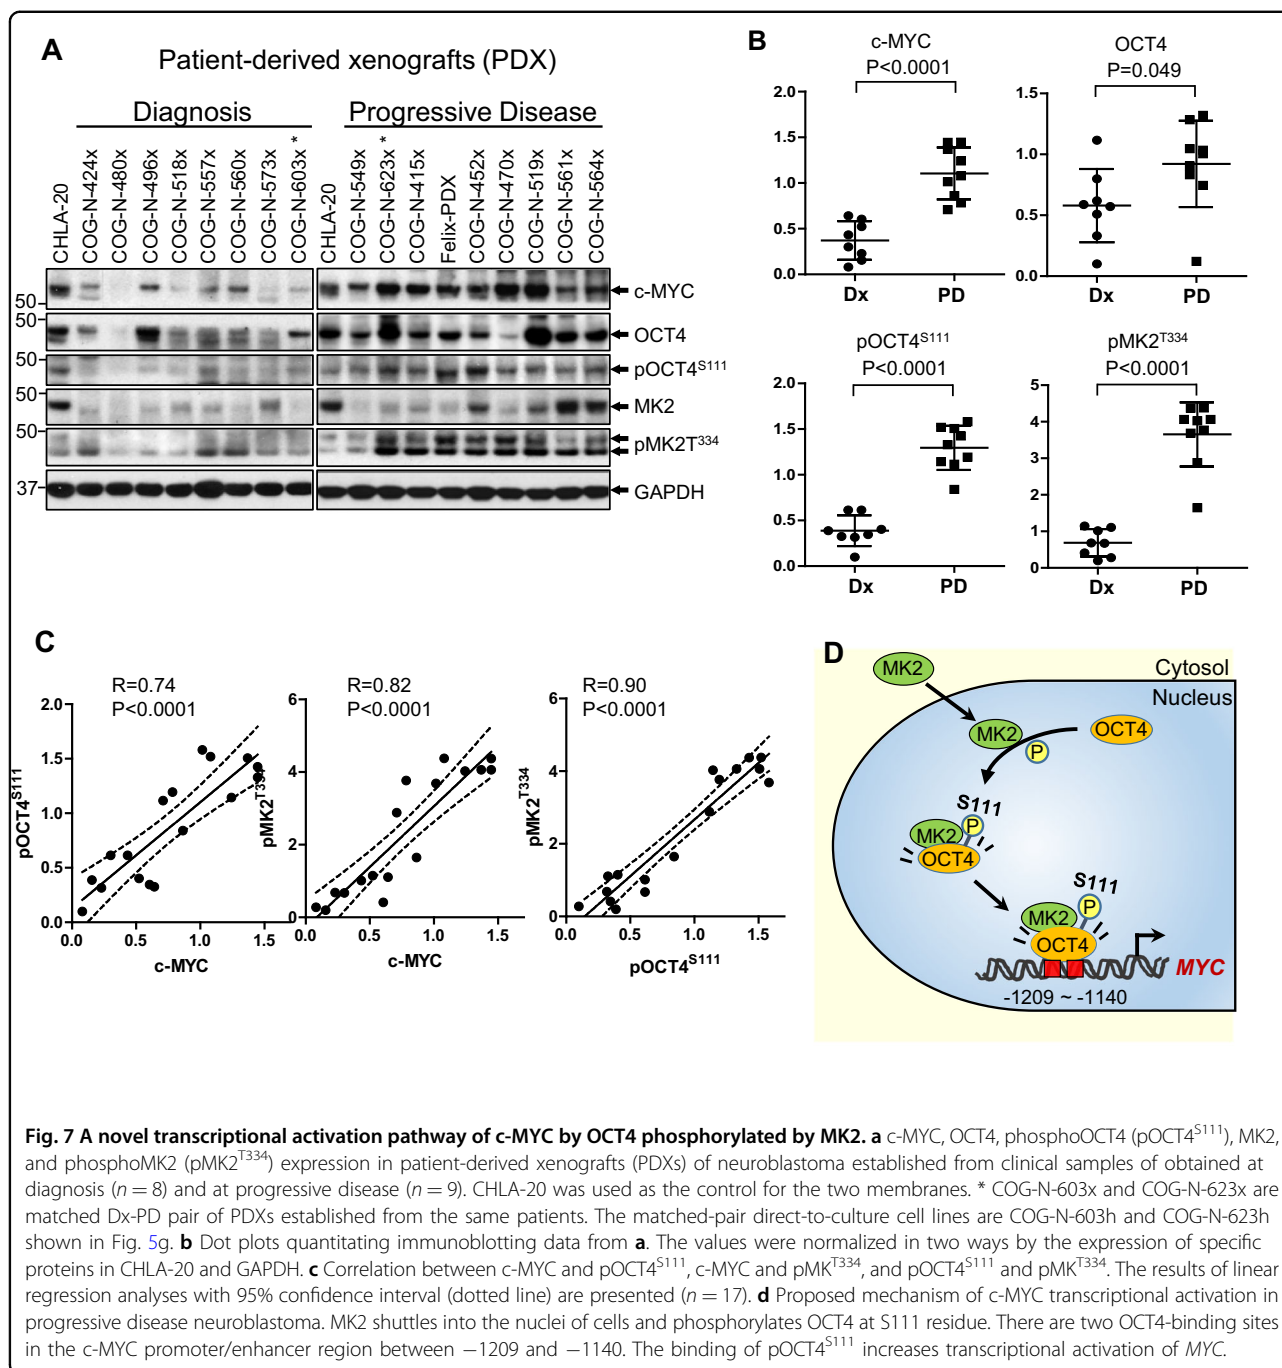 A
Patient-derived xenografts (PDX)
Diagnosis
Progressive Disease
CHLA-20
COG-N-424x
COG-N-480x
COG-N-496x
COG-N-518x
COG-N-557x
COG-N-560x
COG-N-573x
COG-N-603x *
CHLA-20
COG-N-549x
COG-N-623x *
COG-N-415x
Felix-PDX
COG-N-452x
COG-N-470x
COG-N-519x
COG-N-561x
COG-N-564x
50
c-MYC
50
OCT4
50
pOCT4S111
50
MK2
50
pMK2T334
37
GAPDH
B
c-MYC
P<0.0001
2.0
1.5
1.0
0.5
0.0
Dx PD
OCT4
P=0.049
1.5
1.0
0.5
0.0
Dx PD
pOCT4S111
P<0.0001
2.0
1.5
1.0
0.5
0.0
Dx PD
pMK2T334
P<0.0001
5
4
3
2
1
0
Dx PD
C
R=0.74
P<0.0001
pOCT4S111
2.0
1.5
1.0
0.5
0.0
0.0 0.5 1.0 1.5
c-MYC
R=0.82
P<0.0001
pMK2T334
6
4
2
0
0.0 0.5 1.0 1.5
c-MYC
R=0.90
P<0.0001
pMK2T334
6
4
2
0
0.0 0.5 1.0 1.5
pOCT4S111
D
Cytosol
Nucleus
MK2
MK2
P
OCT4
S111
P
MK2
OCT4
S111
P
MK2
OCT4
MYC
-1209 ~ -1140
Fig. 7 A novel transcriptional activation pathway of c-MYC by OCT4 phosphorylated by MK2. a c-MYC, OCT4, phosphoOCT4 (pOCT4S111), MK2,
and phosphoMK2 (pMK2T334) expression in patient-derived xenografts (PDXs) of neuroblastoma established from clinical samples of obtained at
diagnosis (n = 8) and at progressive disease (n = 9). CHLA-20 was used as the control for the two membranes. * COG-N-603x and COG-N-623x are
matched Dx-PD pair of PDXs established from the same patients. The matched-pair direct-to-culture cell lines are COG-N-603h and COG-N-623h
shown in Fig. 5g. b Dot plots quantitating immunoblotting data from a. The values were normalized in two ways by the expression of specific
proteins in CHLA-20 and GAPDH. c Correlation between c-MYC and pOCT4S111, c-MYC and pMKT334, and pOCT4S111 and pMKT334. The results of linear
regression analyses with 95% confidence interval (dotted line) are presented (n = 17). d Proposed mechanism of c-MYC transcriptional activation in
progressive disease neuroblastoma. MK2 shuttles into the nuclei of cells and phosphorylates OCT4 at S111 residue. There are two OCT4-binding sites
in the c-MYC promoter/enhancer region between −1209 and −1140. The binding of pOCT4S111 increases transcriptional activation of MYC.